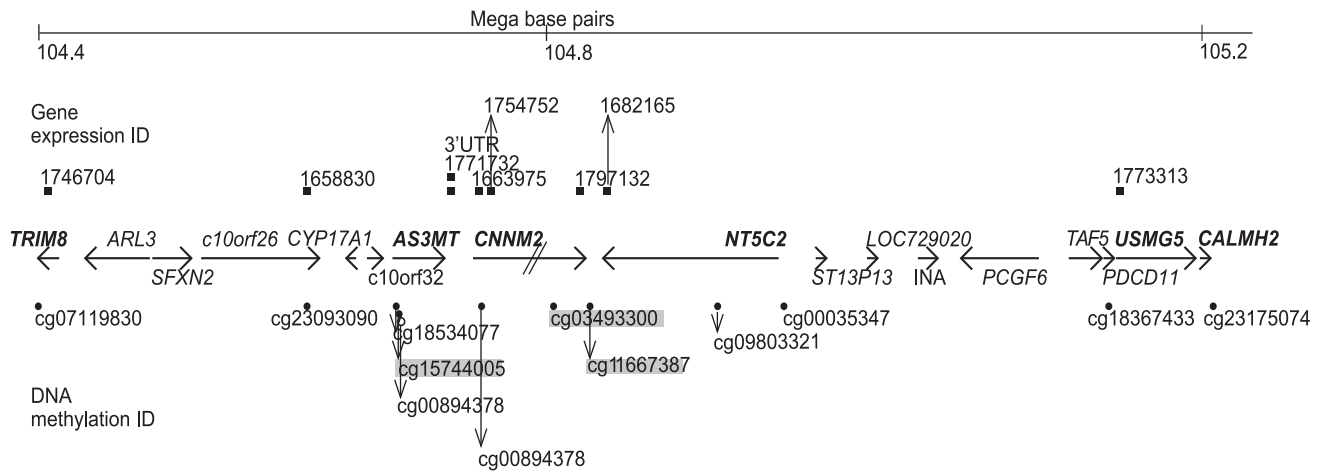 Mega base pairs
104.4 104.8 105.2
Gene
expression ID
1754752 1682165
3'UTR
1771732
1746704 1658830 1663975 1797132 1773313
TRIM8 ARL3 c10orf26 CYP17A1 AS3MT CNNM2 NT5C2 LOC729020 TAF5 USMG5 CALMH2
SFXN2 c10orf32 ST13P13 INA PCGF6 PDCD11
cg07119830 cg23093090 cg03493300 cg00035347 cg18367433 cg23175074
cg18534077 cg09803321
cg15744005 cg11667387
DNA
methylation ID
cg00894378
cg00894378